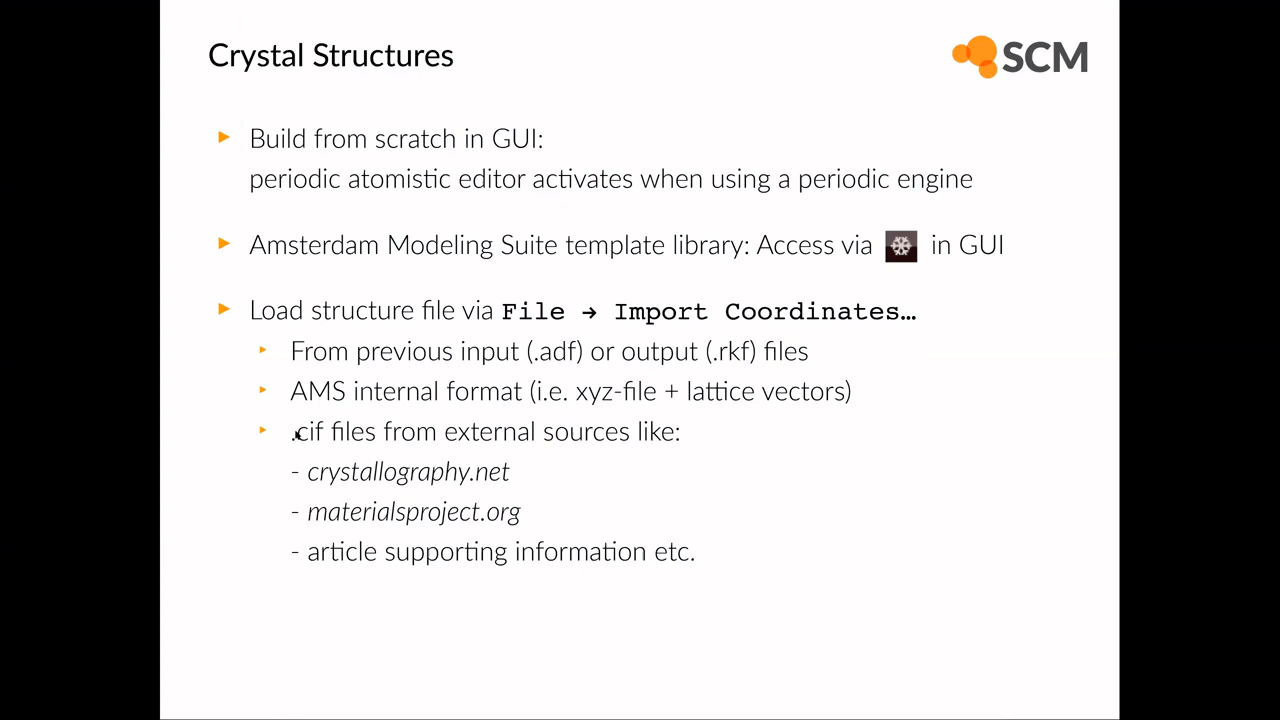 Crystal Structures
SCM
Build from scratch in GUI:
periodic atomistic editor activates when using a periodic engine
Amsterdam Modeling Suite template library: Access via in GUI
Load structure file via File → Import Coordinates…
From previous input (.adf) or output (.rkf) files
AMS internal format (i.e. xyz-file + lattice vectors)
.cif files from external sources like:
- crystallography.net
- materialsproject.org
- article supporting information etc.